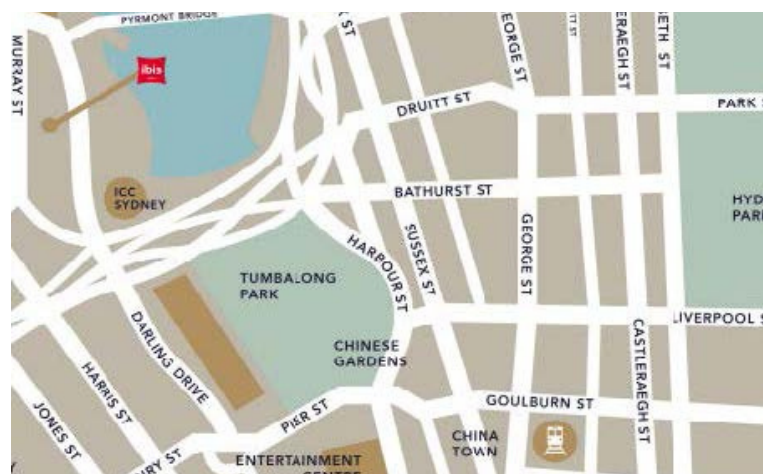 PYRMONT BRIDGE
MURRAY ST
ibis
GEORGE ST
DRUITT ST
PARK
ICC
SYDNEY
BATHURST ST
HARBOUR ST
SUSSEX ST
GEORGE ST
TUMBALONG
PARK
CHINESE
GARDENS
LIVERPOOL
CASTLERAEGH ST
DARLING DRIVE
HARRIS ST
JONES ST
PIER ST
GOULBURN ST
CHINA
TOWN
ENTERTAINMENT